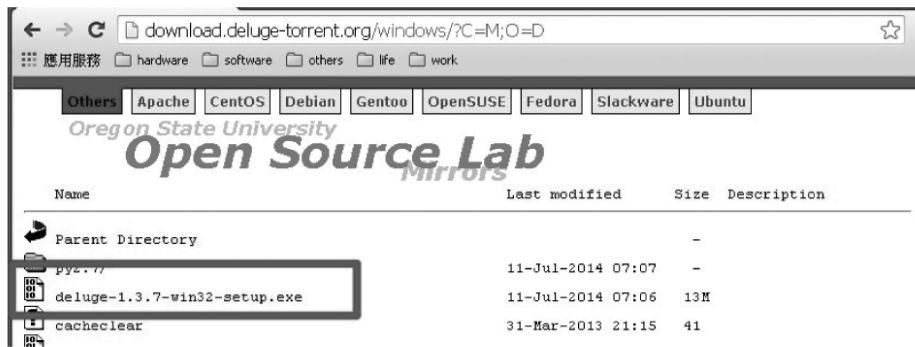 download.deluge-torrent.org/windows/?C=M;O=D
應用服務 hardware software others life work
Others Apache CentOS Debian Gentoo OpenSUSE Fedora Slackware Ubuntu
Oregon State University
Open Source Lab
Mirrors
Name Last modified Size Description
Parent Directory -
py2.7/ 11-Jul-2014 07:07 -
deluge-1.3.7-win32-setup.exe 11-Jul-2014 07:06 13M
cacheclear 31-Mar-2013 21:15 41